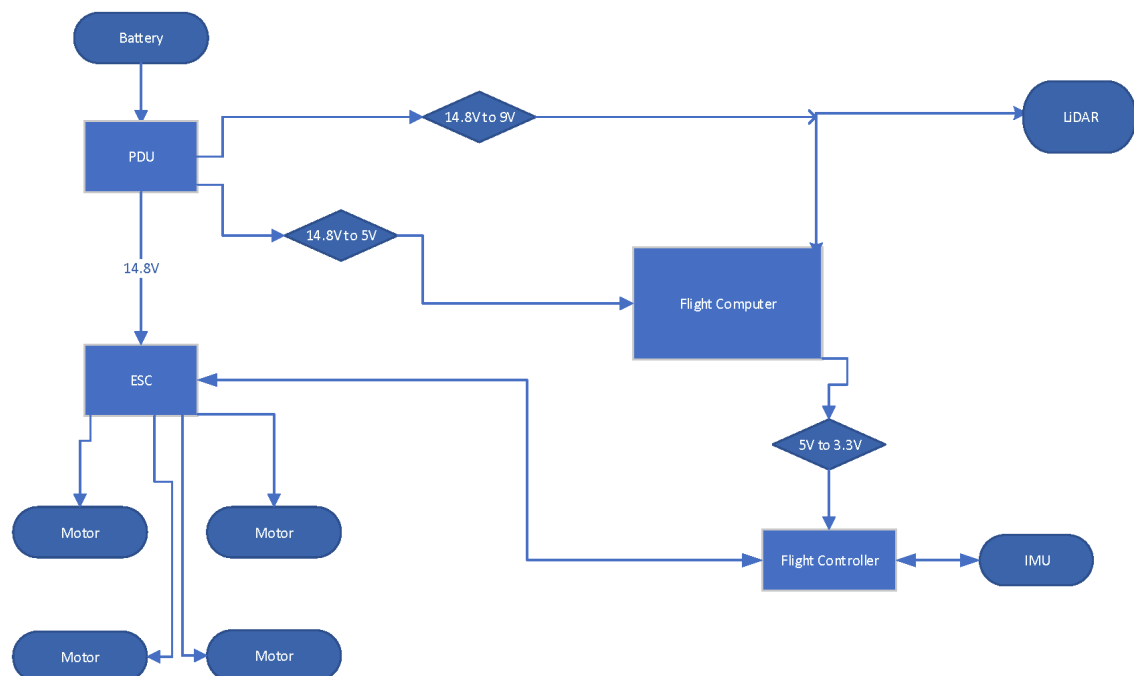 Battery
14.8V to 9V
LiDAR
PDU
14.8V to 5V
14.8V
Flight Computer
ESC
5V to 3.3V
Motor
Motor
Flight Controller
IMU
Motor
Motor